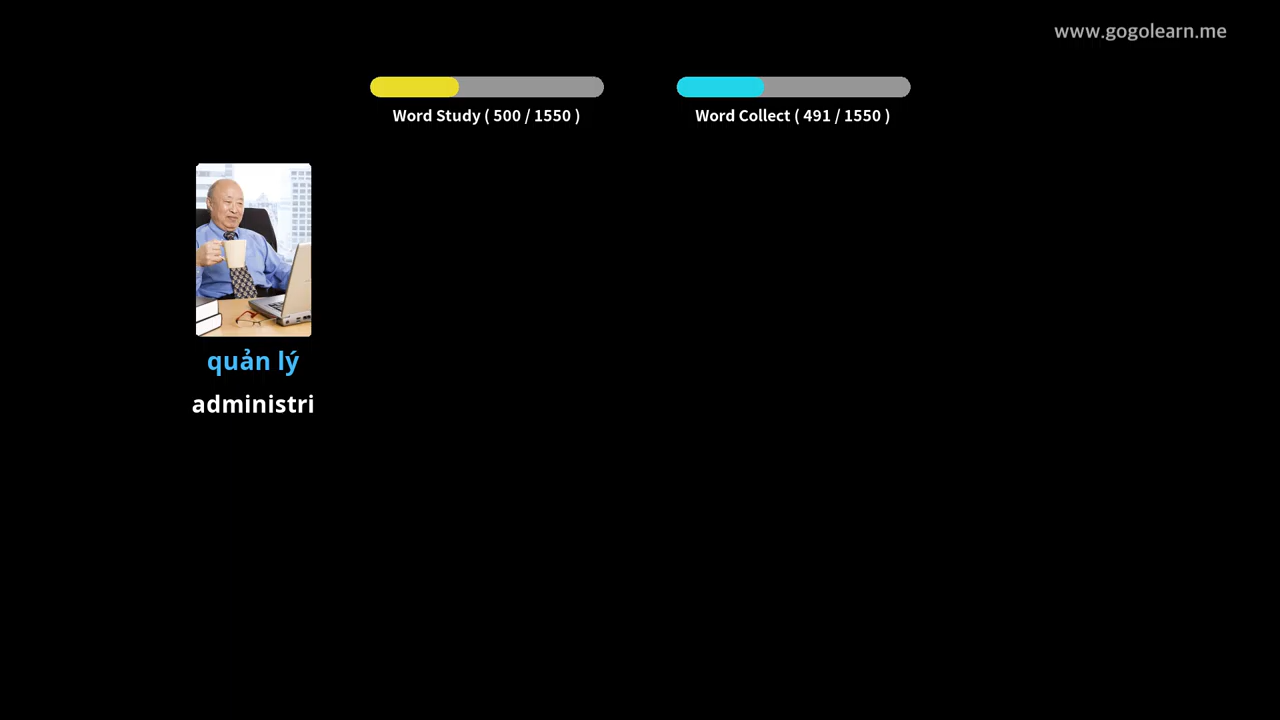 www.gogolearn.me
Word Study ( 500 / 1550 )
Word Collect ( 491 / 1550 )
quản lý
administri